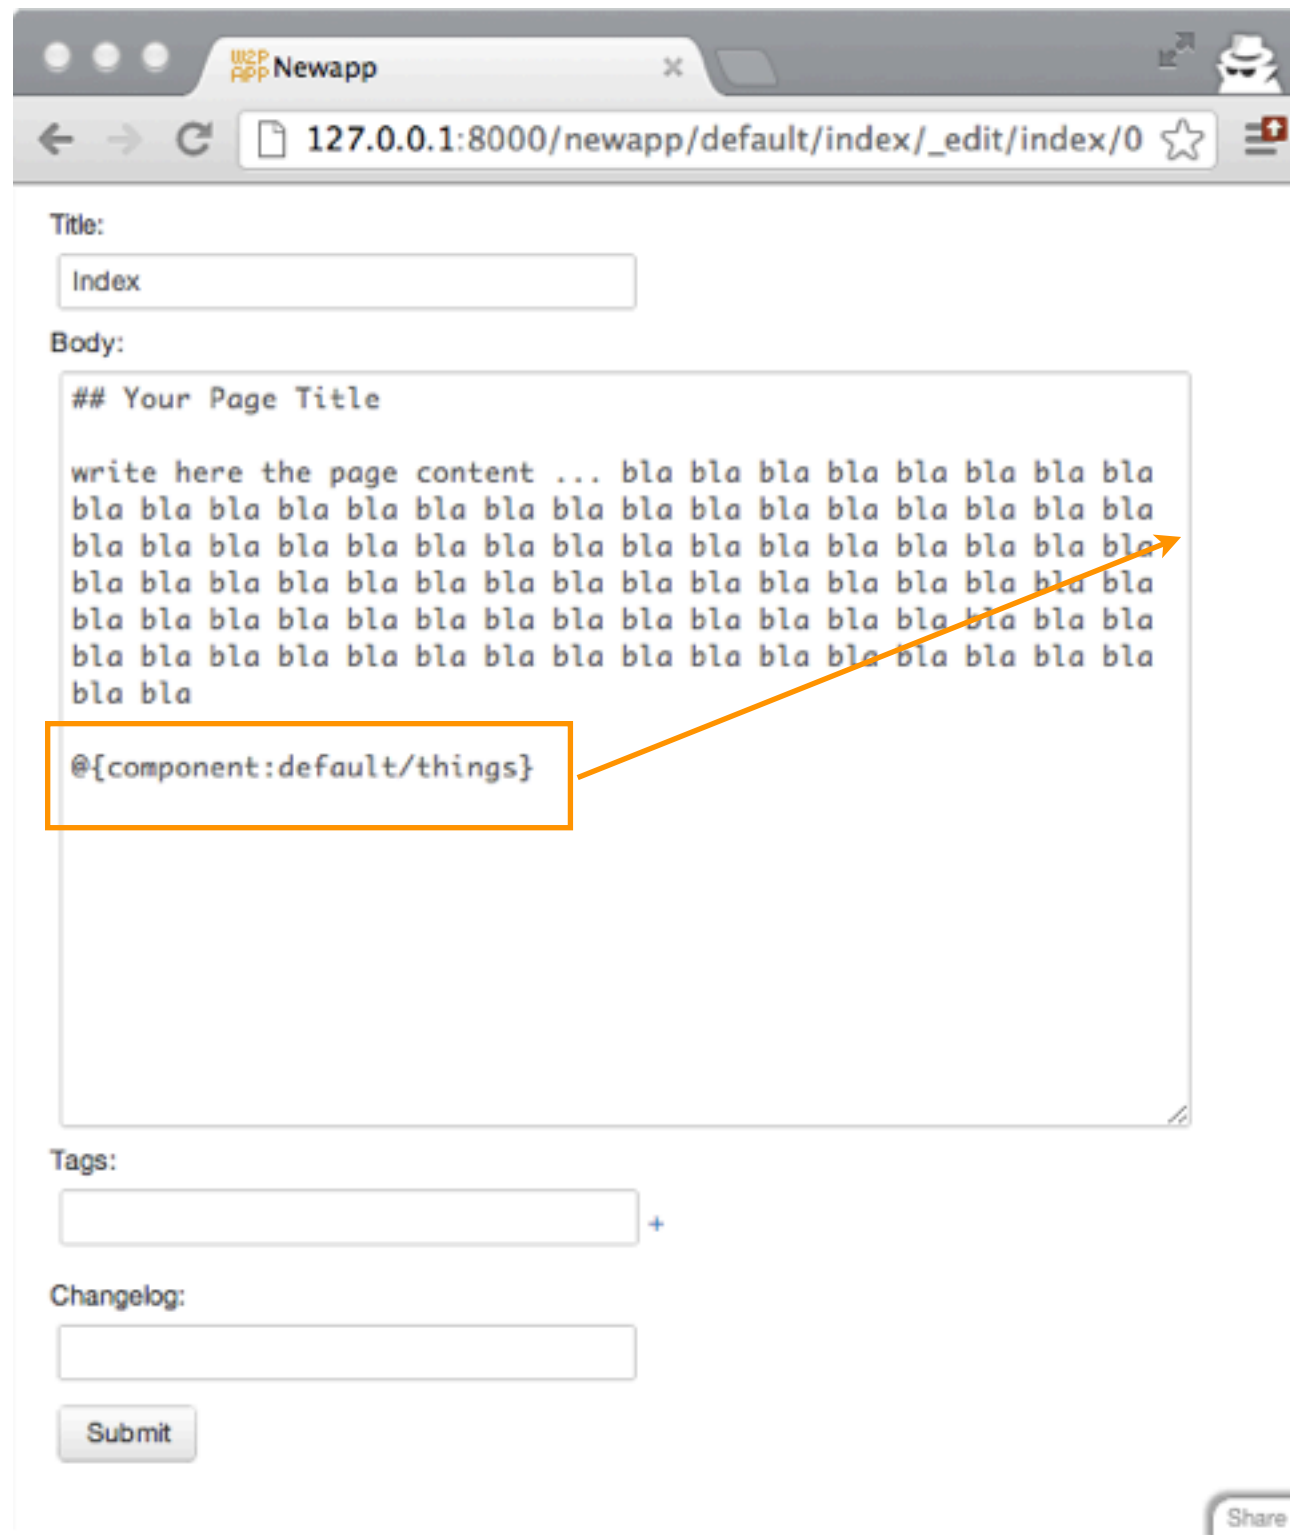 W2P
APP
Newapp
127.0.0.1:8000/newapp/default/index/_edit/index/0
Title:
Index
Body:
## Your Page Title
write here the page content ... bla bla bla bla bla bla bla bla
bla bla bla bla bla bla bla bla bla bla bla bla bla bla bla bla
bla bla bla bla bla bla bla bla bla bla bla bla bla bla bla bla
bla bla bla bla bla bla bla bla bla bla bla bla bla bla bla bla
bla bla bla bla bla bla bla bla bla bla bla bla bla bla bla bla
bla bla bla bla bla bla bla bla bla bla bla bla bla bla bla bla
bla bla
@{component:default/things}
Tags:
+
Changelog:
Submit
Share